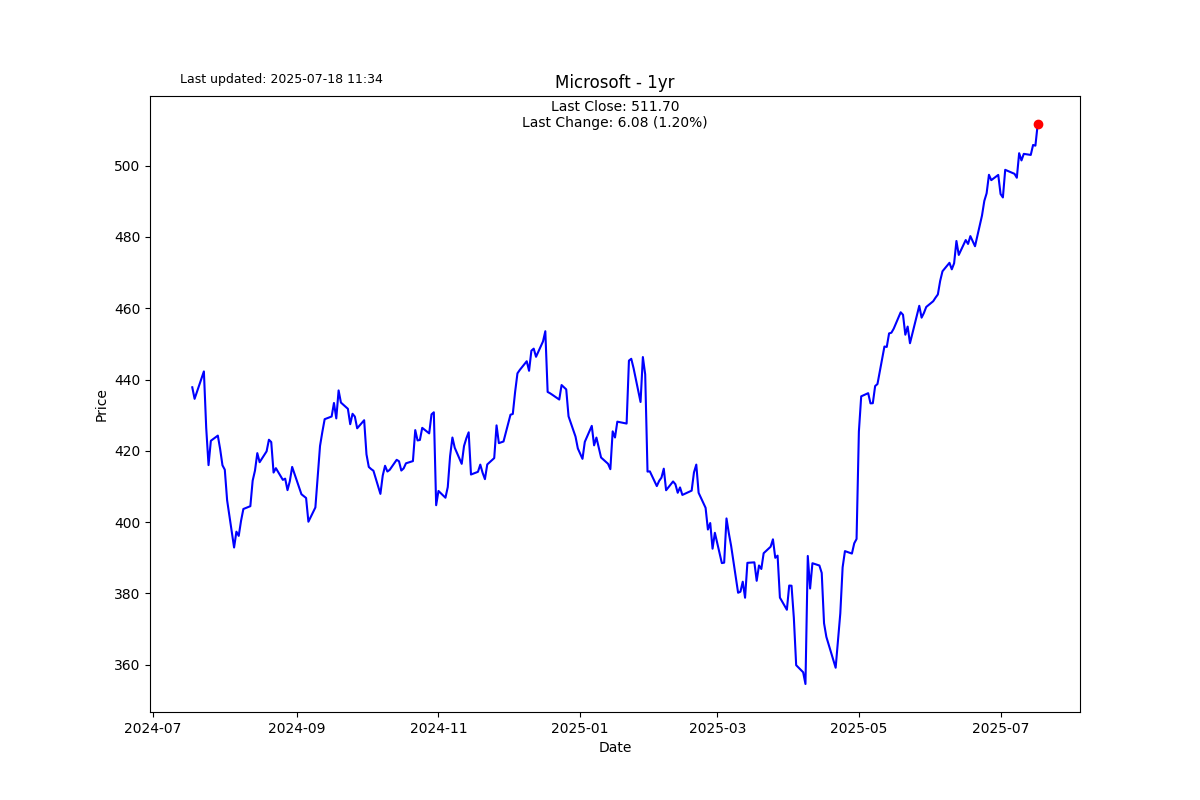 Last updated: 2025-07-18 11:34
Microsoft - 1yr
Last Close: 511.70
Last Change: 6.08 (1.20%)
Price
500
480
460
440
420
400
380
360
2024-07 2024-09 2024-11 2025-01 2025-03 2025-05 2025-07
Date